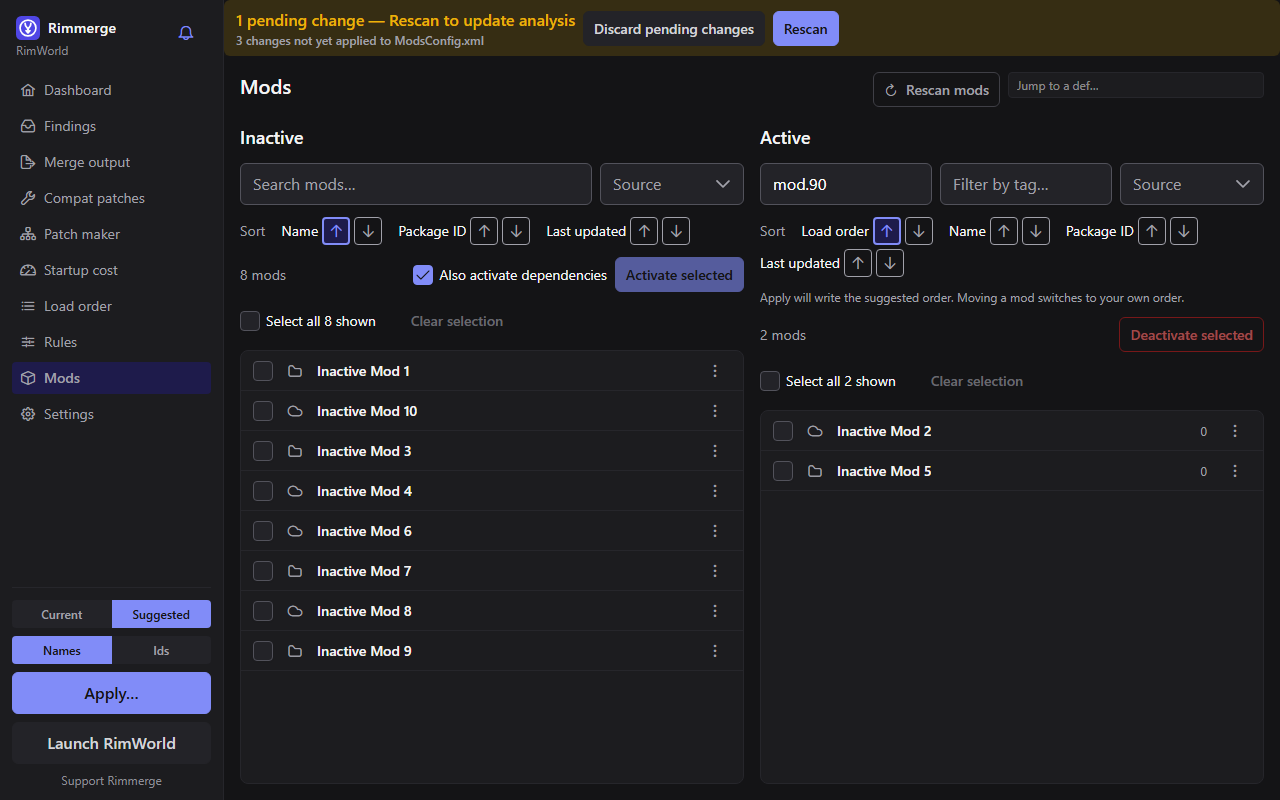 Rimmerge
RimWorld
Dashboard
Findings
Merge output
Compat patches
Patch maker
Startup cost
Load order
Rules
Mods
Settings
Current
Suggested
Names
Ids
Apply...
Launch RimWorld
Support Rimmerge
1 pending change — Rescan to update analysis
3 changes not yet applied to ModsConfig.xml
Discard pending changes
Rescan
Mods
Rescan mods
Jump to a def...
Inactive
Search mods...
Source
Sort Name Package ID Last updated
8 mods
Also activate dependencies
Activate selected
Select all 8 shown
Clear selection
Inactive Mod 1
Inactive Mod 10
Inactive Mod 3
Inactive Mod 4
Inactive Mod 6
Inactive Mod 7
Inactive Mod 8
Inactive Mod 9
Active
mod.90
Filter by tag...
Source
Sort Load order Name Package ID
Last updated
Apply will write the suggested order. Moving a mod switches to your own order.
2 mods
Deactivate selected
Select all 2 shown
Clear selection
Inactive Mod 2 0
Inactive Mod 5 0